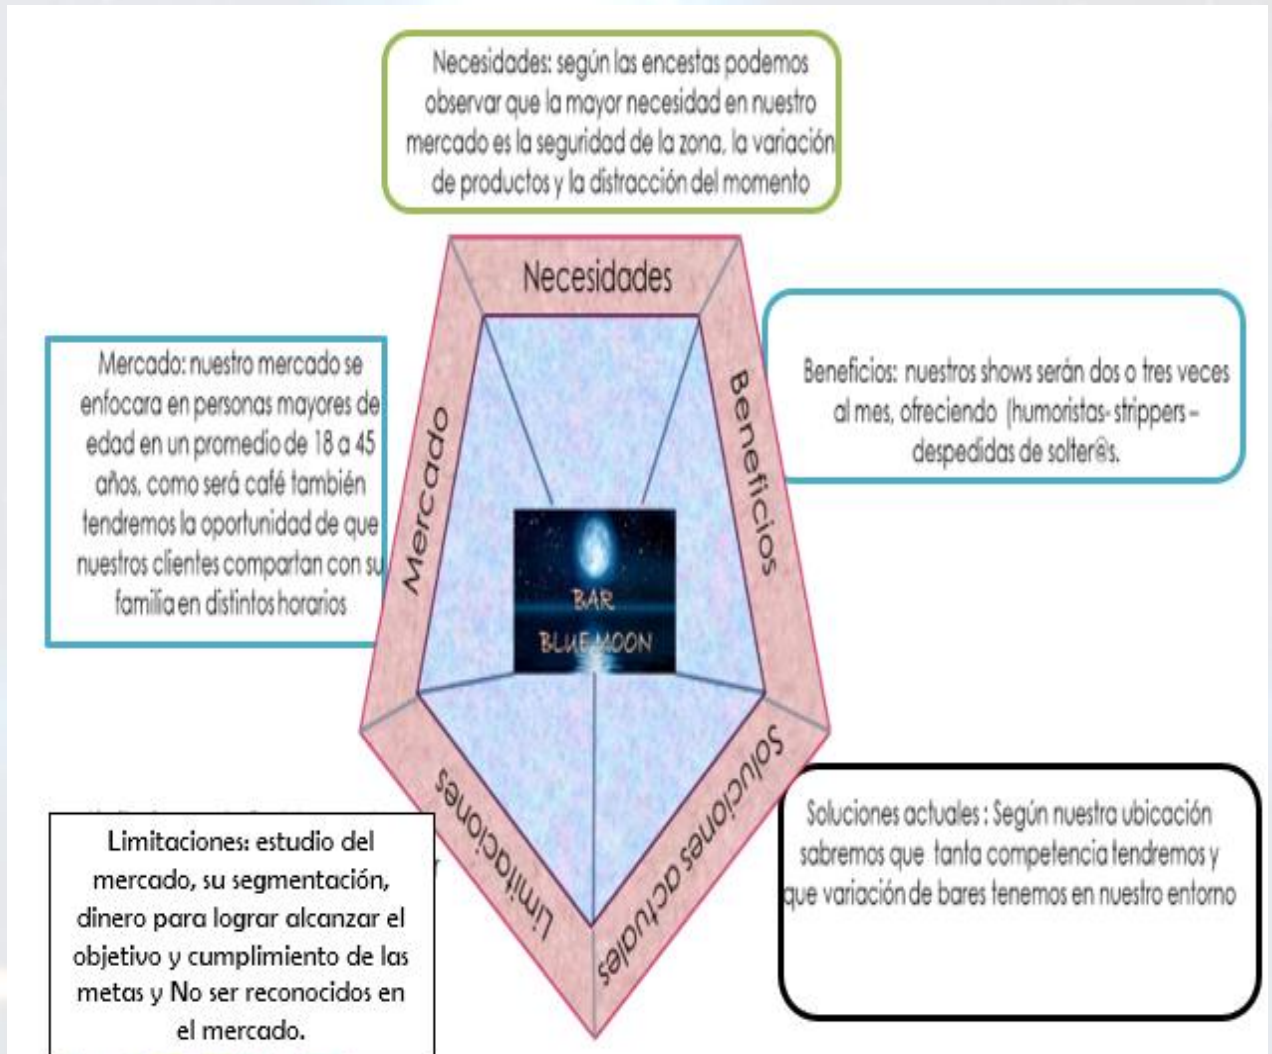 Necesidades: según las encestas podemos
observar que la mayor necesidad en nuestro
mercado es la seguridad de la zona, la variación
de productos y la distracción del momento
Necesidades
Mercado: nuestro mercado se
enfocara en personas mayores de
edad en un promedio de 18 a 45
años, como será café también
tendremos la oportunidad de que
nuestros clientes compartan con su
familia en distintos horarios
Mercado
Beneficios
Beneficios: nuestros shows serán dos o tres veces
al mes, ofreciendo (humoristas- strippers –
despedidas de solter@s.
BAR
BLUE MOON
Limitaciones
Soluciones actuales
Limitaciones: estudio del
mercado, su segmentación,
dinero para lograr alcanzar el
objetivo y cumplimiento de las
metas y No ser reconocidos en
el mercado.
Soluciones actuales : Según nuestra ubicación
sabremos que tanta competencia tendremos y
que variación de bares tenemos en nuestro entorno